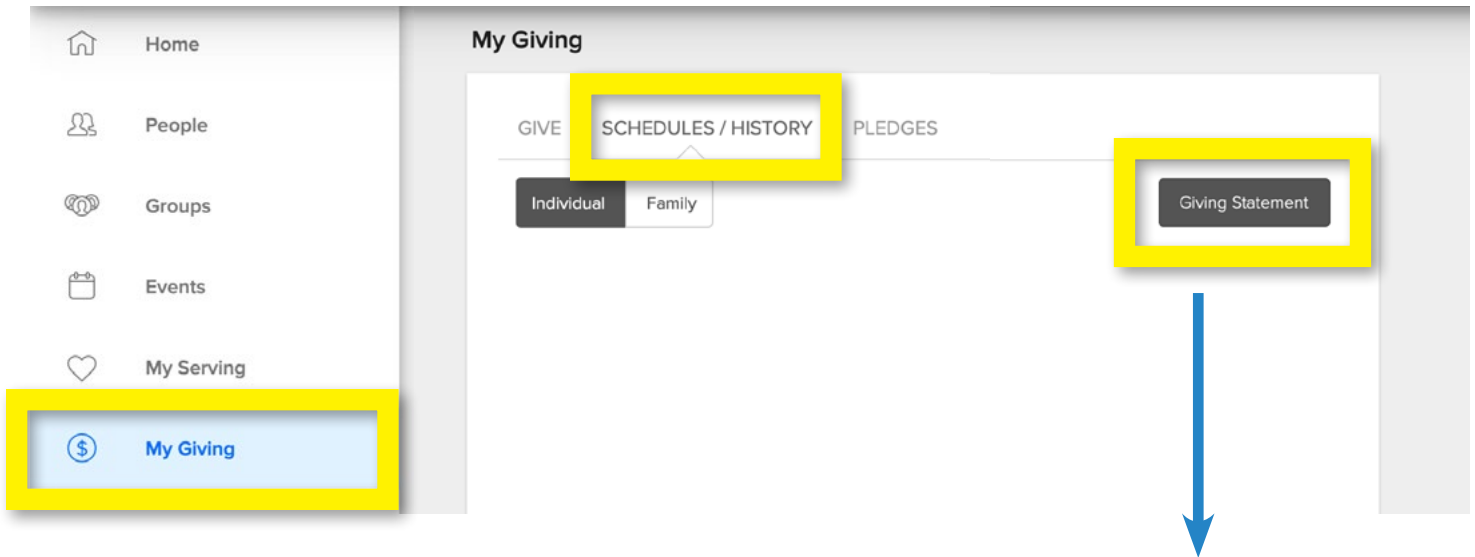 Home
People
Groups
Events
My Serving
My Giving
My Giving
GIVE SCHEDULES / HISTORY PLEDGES
Individual Family Giving Statement